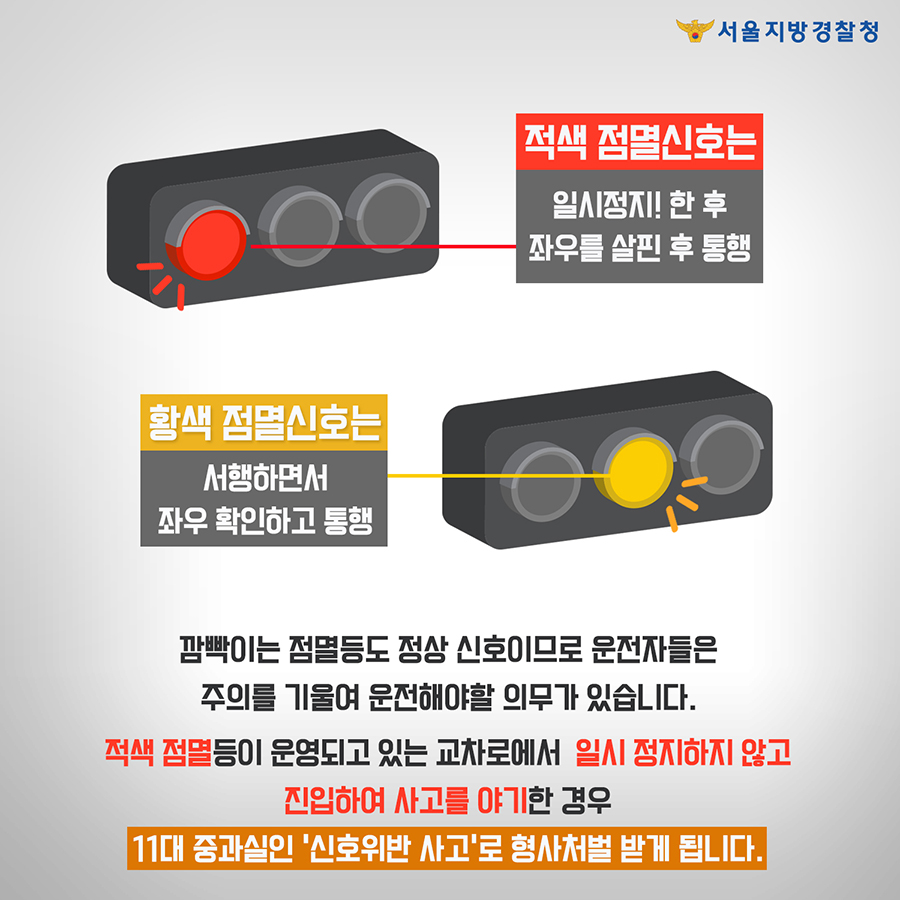 서울지방경찰청
적색 점멸신호는
일시정지! 한 후
좌우를 살핀 후 통행
황색 점멸신호는
서행하면서
좌우 확인하고 통행
깜빡이는 점멸등도 정상 신호이므로 운전자들은
주의를 기울여 운전해야할 의무가 있습니다.
적색 점멸등이 운영되고 있는 교차로에서 일시 정지하지 않고
진입하여 사고를 야기한 경우
11대 중과실인 '신호위반 사고'로 형사처벌 받게 됩니다.